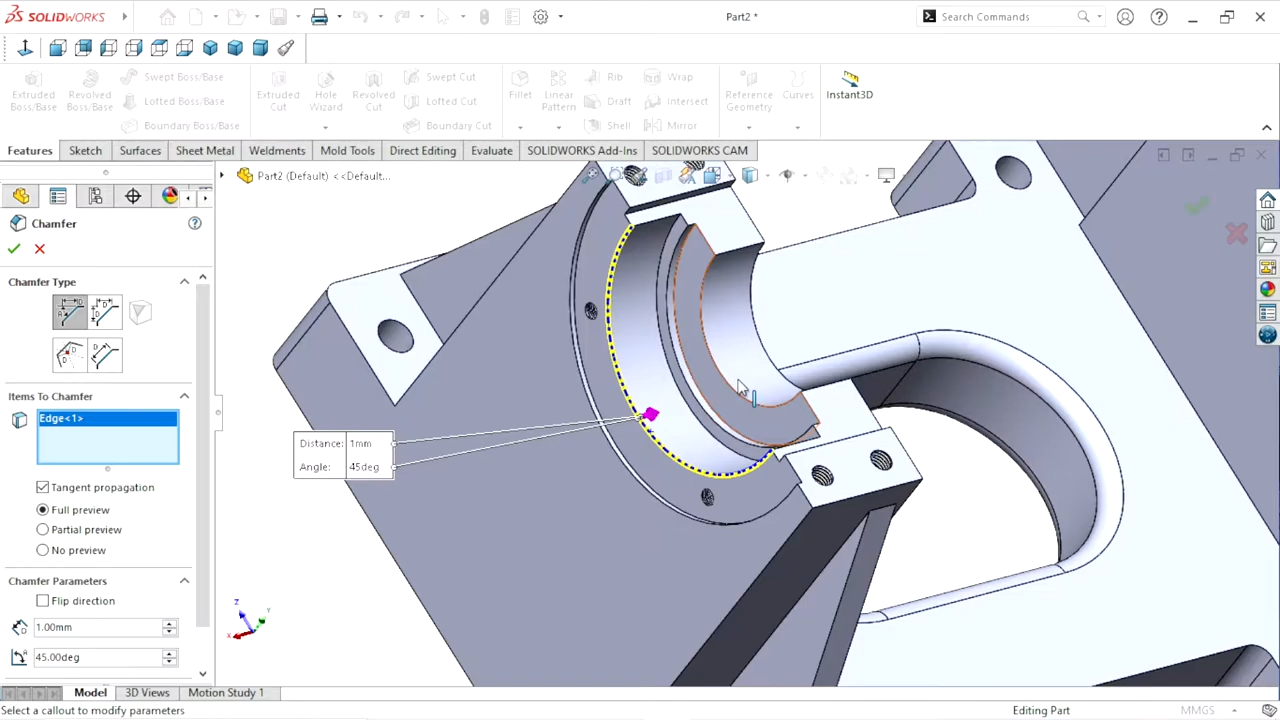 SOLIDWORKS
Part2 *
Search Commands
Extruded Boss/Base
Revolved Boss/Base
Swept Boss/Base
Lofted Boss/Base
Boundary Boss/Base
Extruded Cut
Hole Wizard
Revolved Cut
Swept Cut
Lofted Cut
Boundary Cut
Fillet
Linear Pattern
Rib
Draft
Shell
Wrap
Intersect
Mirror
Reference Geometry
Curves
Instant3D
Features
Sketch
Surfaces
Sheet Metal
Weldments
Mold Tools
Direct Editing
Evaluate
SOLIDWORKS Add-Ins
SOLIDWORKS CAM
Part2 (Default) <<Default...
Chamfer
Chamfer Type
Items To Chamfer
Edge<1>
Tangent propagation
Full preview
Partial preview
No preview
Chamfer Parameters
Flip direction
1.00mm
45.00deg
Distance: 1mm
Angle: 45deg
Z
Y
X
Model
3D Views
Motion Study 1
Select a callout to modify parameters
Editing Part
MMGS